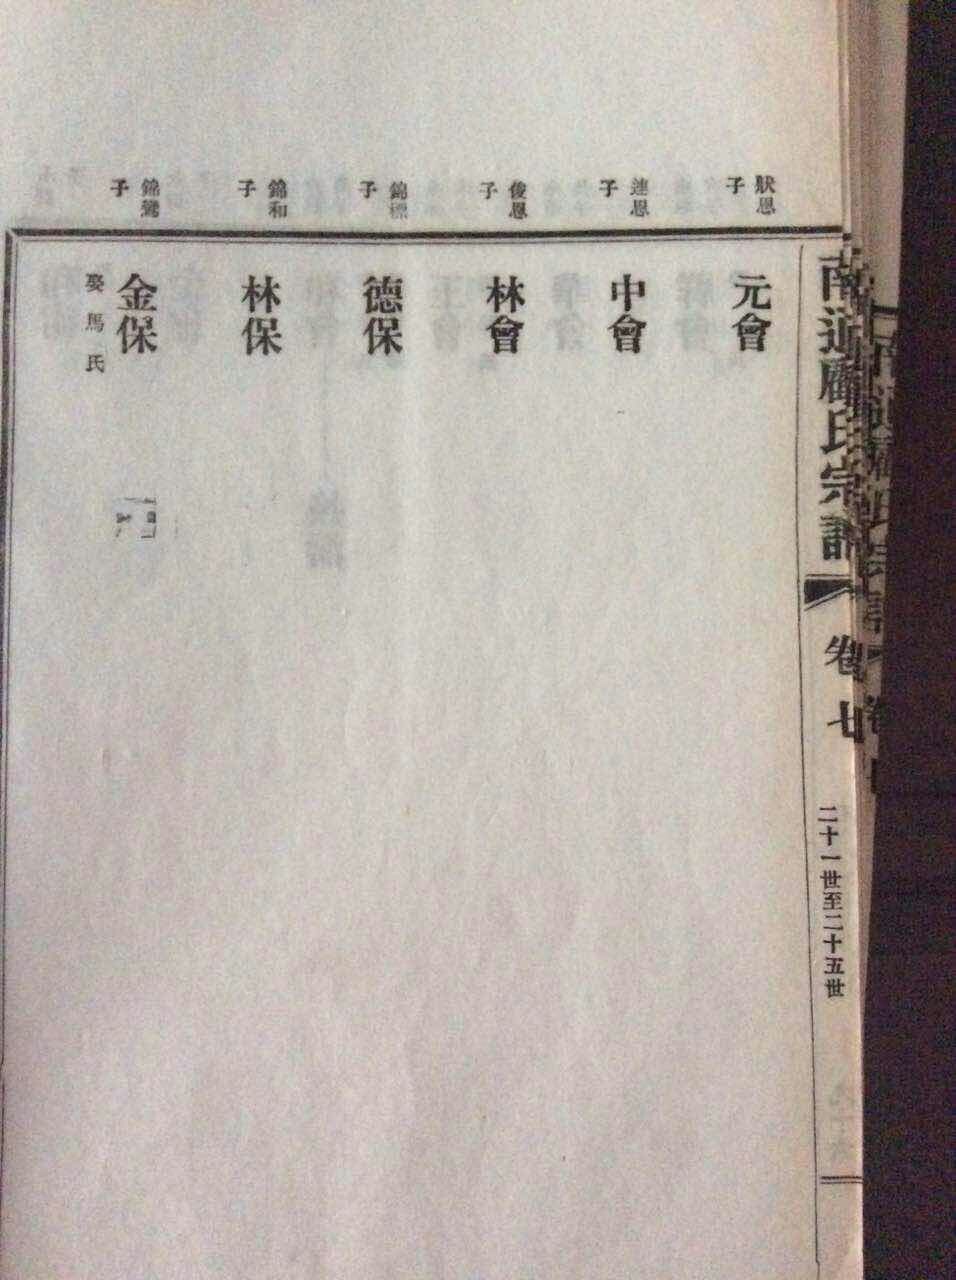 南通顧氏宗譜
卷七
二十一世至二十五世
狀恩
子
元會
連恩
子
中會
俊恩
子
林會
錦標
子
德保
錦和
子
林保
錦鸞
子
金保
娶馬氏